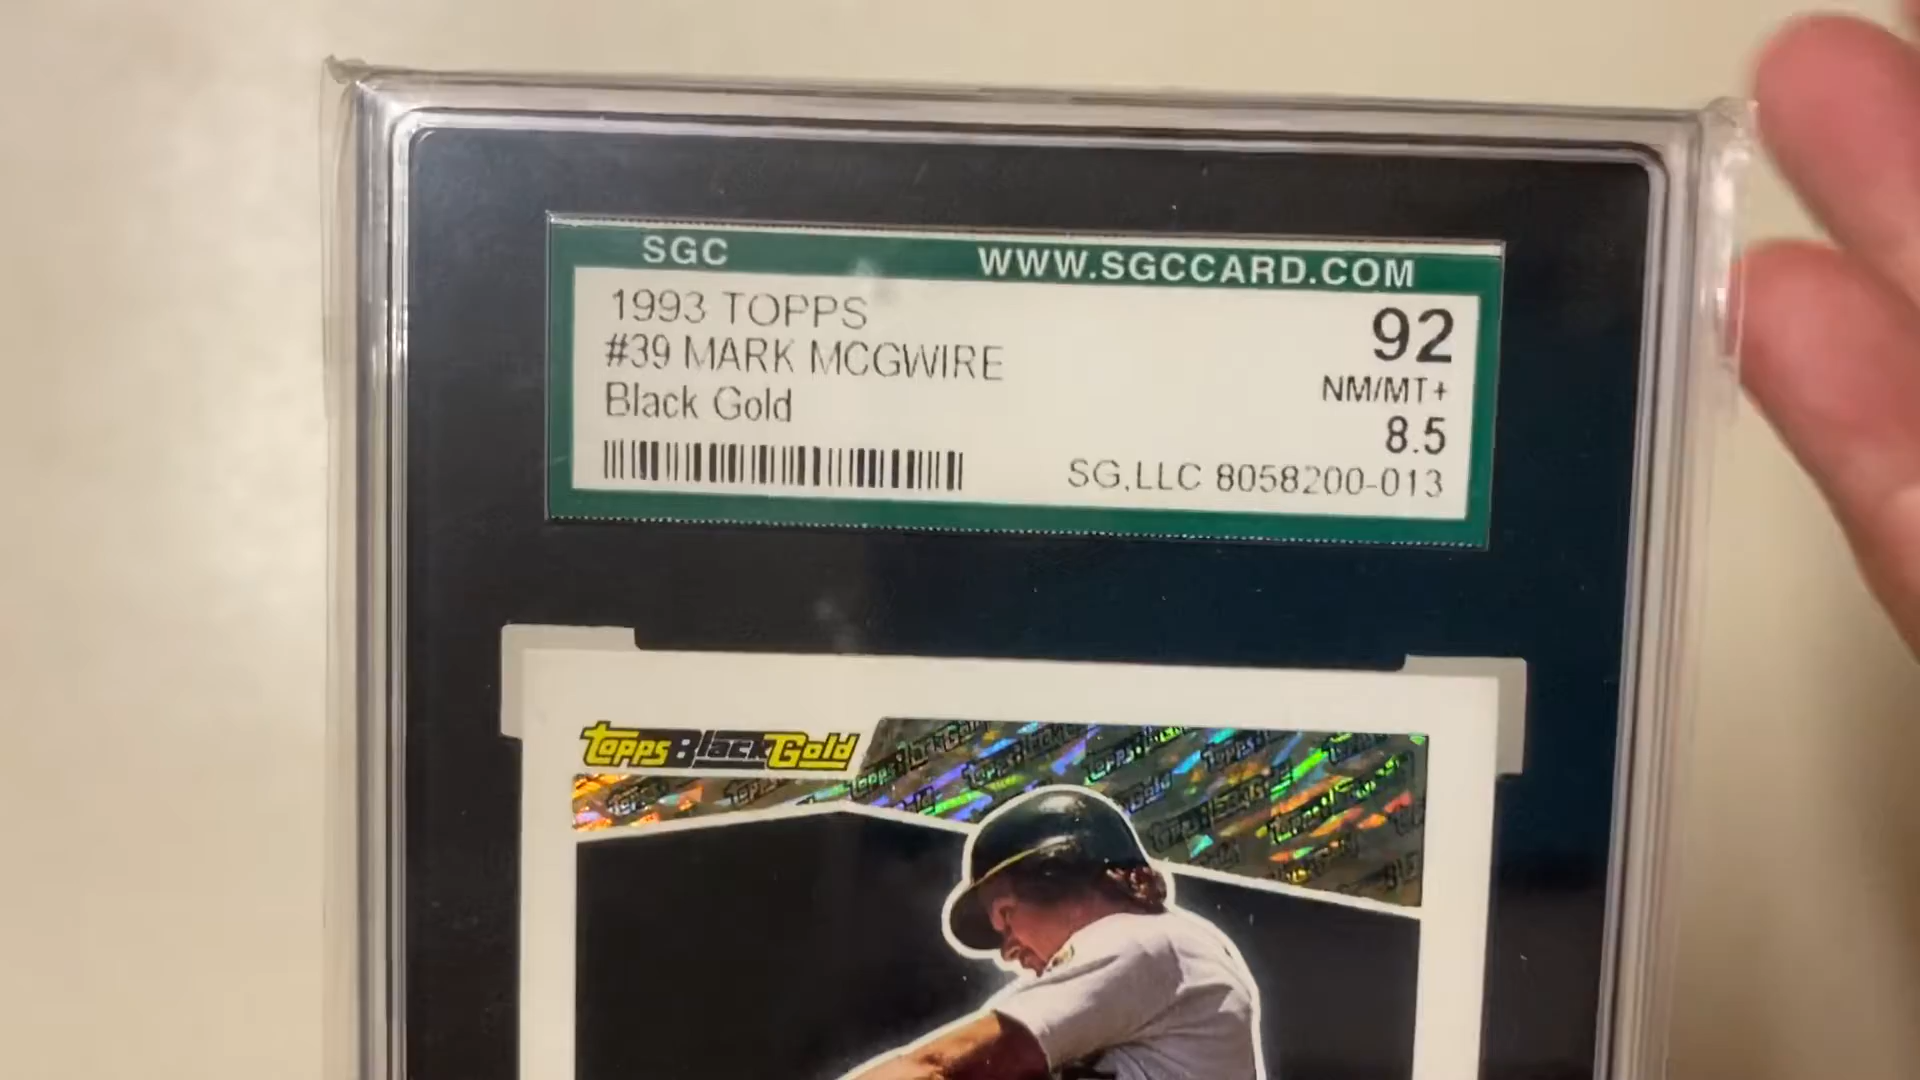 SGC WWW.SGCCARD.COM
1993 TOPPS
92
#39 MARK MCGWIRE
NM/MT+
Black Gold
8.5
SG,LLC 8058200-013
Topps Black Gold